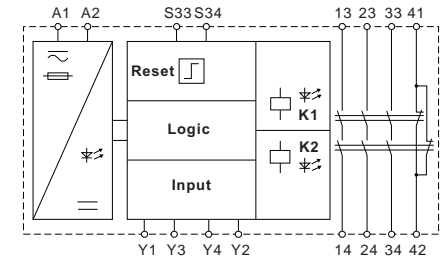 A1 A2 S33 S34 13 23 33 41
Reset
K1
Logic
K2
Input
Y1 Y3 Y4 Y2 14 24 34 42